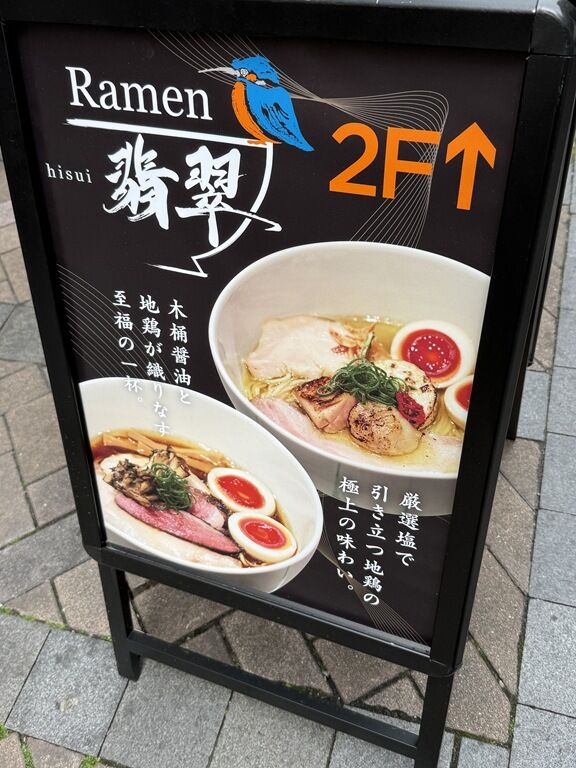 Ramen
hisui
翡翠
2F↑
木桶醤油と
地鶏が織りなす
至福の一杯。
厳選塩で
引き立つ地鶏の
極上の味わい。